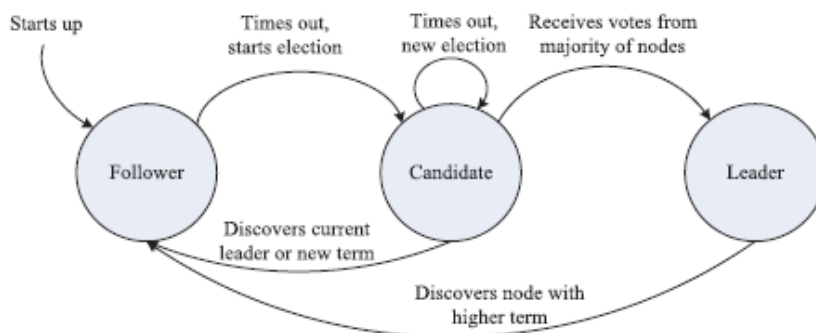 Starts up
Times out,
starts election
Times out,
new election
Receives votes from
majority of nodes
Follower
Candidate
Leader
Discovers current
leader or new term
Discovers node with
higher term